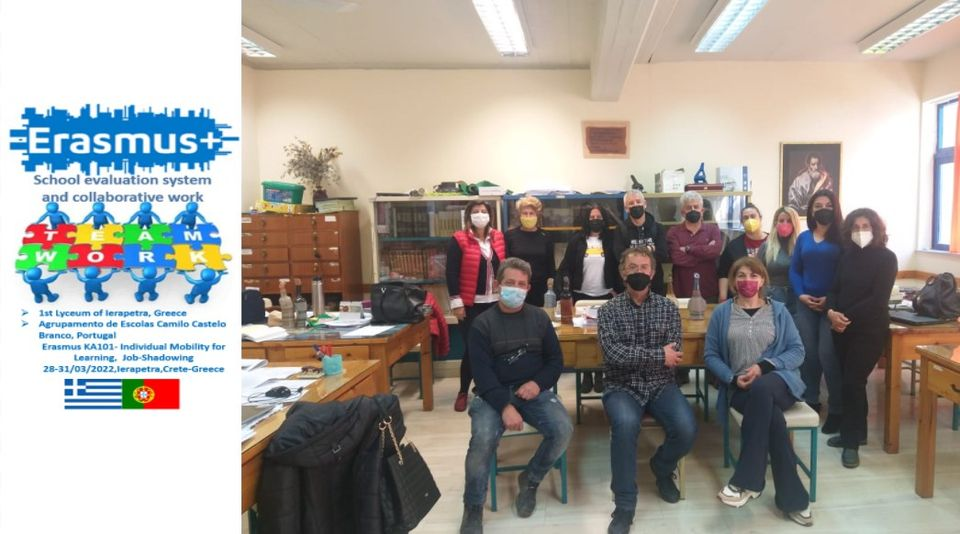 Erasmus+
School evaluation system
and collaborative work
TEAM
WORK
➢ 1st Lyceum of Ierapetra, Greece
➢ Agrupamento de Escolas Camilo Castelo
Branco, Portugal
Erasmus KA101- Individual Mobility for
Learning, Job-Shadowing
28-31/03/2022,Ierapetra,Crete-Greece